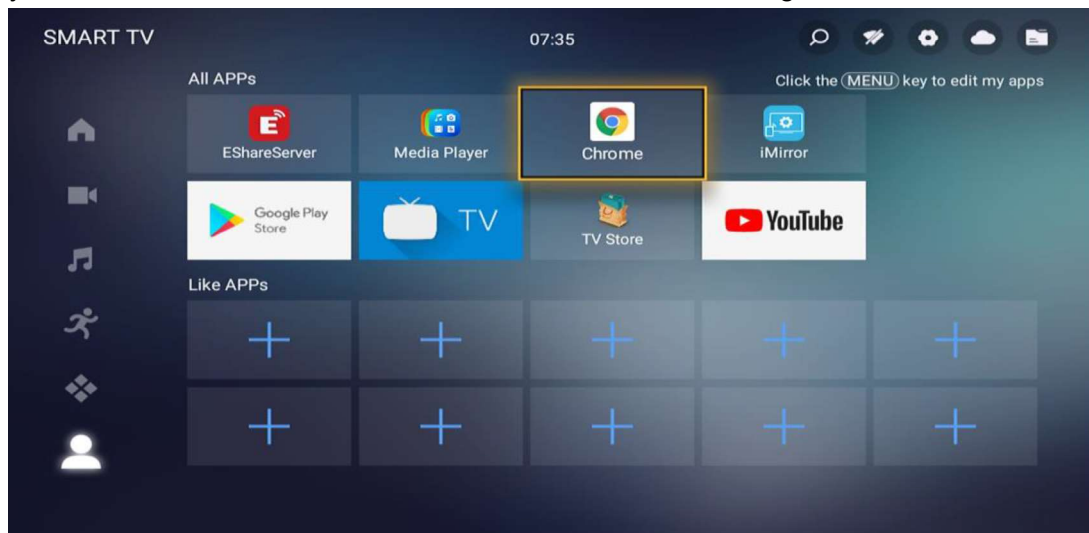 SMART TV
07:35
All APPs
Click the MENU key to edit my apps
E
EShareServer
Media Player
Chrome
iMirror
Google Play
Store
TV
TV Store
YouTube
Like APPs